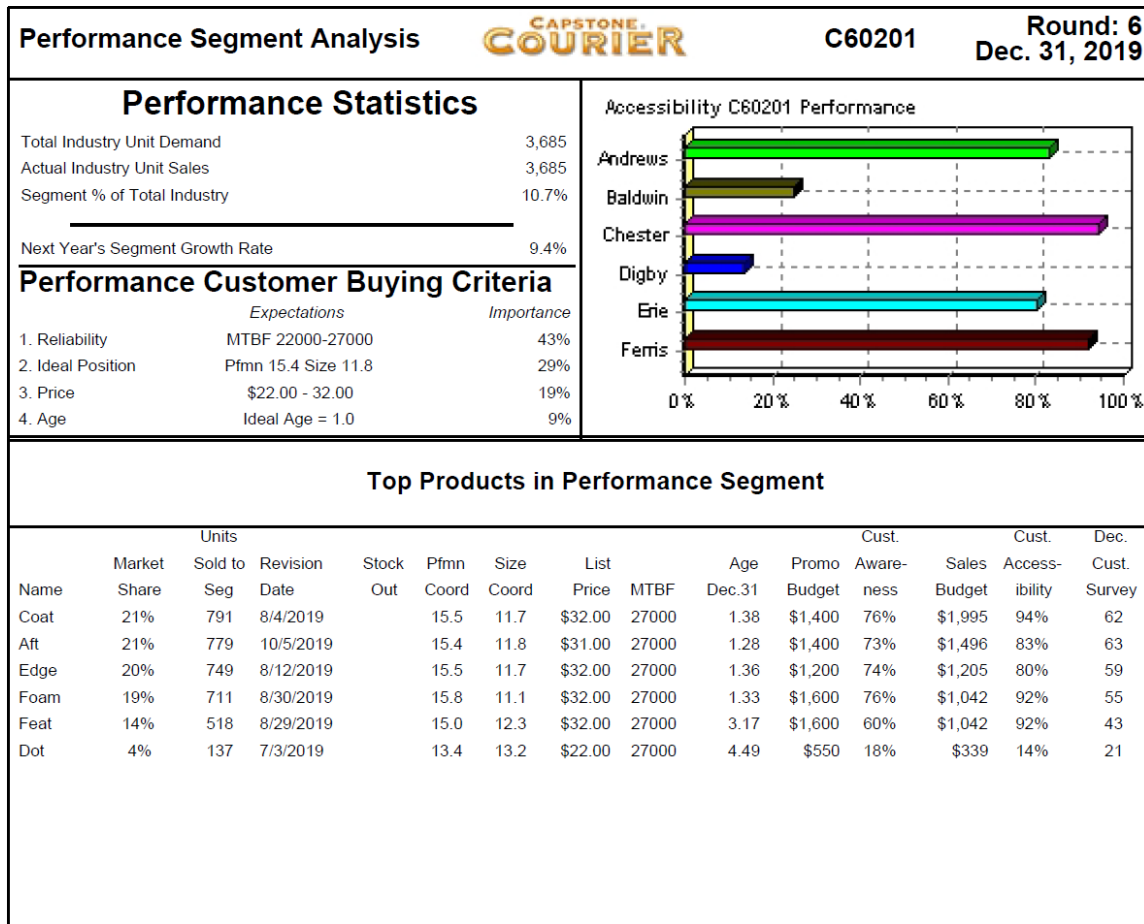 Performance Segment Analysis
CAPSTONE
COURIER
C60201
Round: 6
Dec. 31, 2019
Performance Statistics
Total Industry Unit Demand 3,685
Actual Industry Unit Sales 3,685
Segment % of Total Industry 10.7%
Next Year's Segment Growth Rate 9.4%
Performance Customer Buying Criteria
Expectations Importance
1. Reliability MTBF 22000-27000 43%
2. Ideal Position Pfmn 15.4 Size 11.8 29%
3. Price $22.00 - 32.00 19%
4. Age Ideal Age = 1.0 9%
Accessibility C60201 Performance
Andrews
Baldwin
Chester
Digby
Erie
Ferris
0% 20% 40% 60% 80% 100%
Top Products in Performance Segment
Units Cust. Cust. Dec.
Market Sold to Revision Stock Pfmn Size List Age Promo Aware- Sales Access- Cust.
Name Share Seg Date Out Coord Coord Price MTBF Dec.31 Budget ness Budget ibility Survey
Coat 21% 791 8/4/2019 15.5 11.7 $32.00 27000 1.38 $1,400 76% $1,995 94% 62
Aft 21% 779 10/5/2019 15.4 11.8 $31.00 27000 1.28 $1,400 73% $1,496 83% 63
Edge 20% 749 8/12/2019 15.5 11.7 $32.00 27000 1.36 $1,200 74% $1,205 80% 59
Foam 19% 711 8/30/2019 15.8 11.1 $32.00 27000 1.33 $1,600 76% $1,042 92% 55
Feat 14% 518 8/29/2019 15.0 12.3 $32.00 27000 3.17 $1,600 60% $1,042 92% 43
Dot 4% 137 7/3/2019 13.4 13.2 $22.00 27000 4.49 $550 18% $339 14% 21